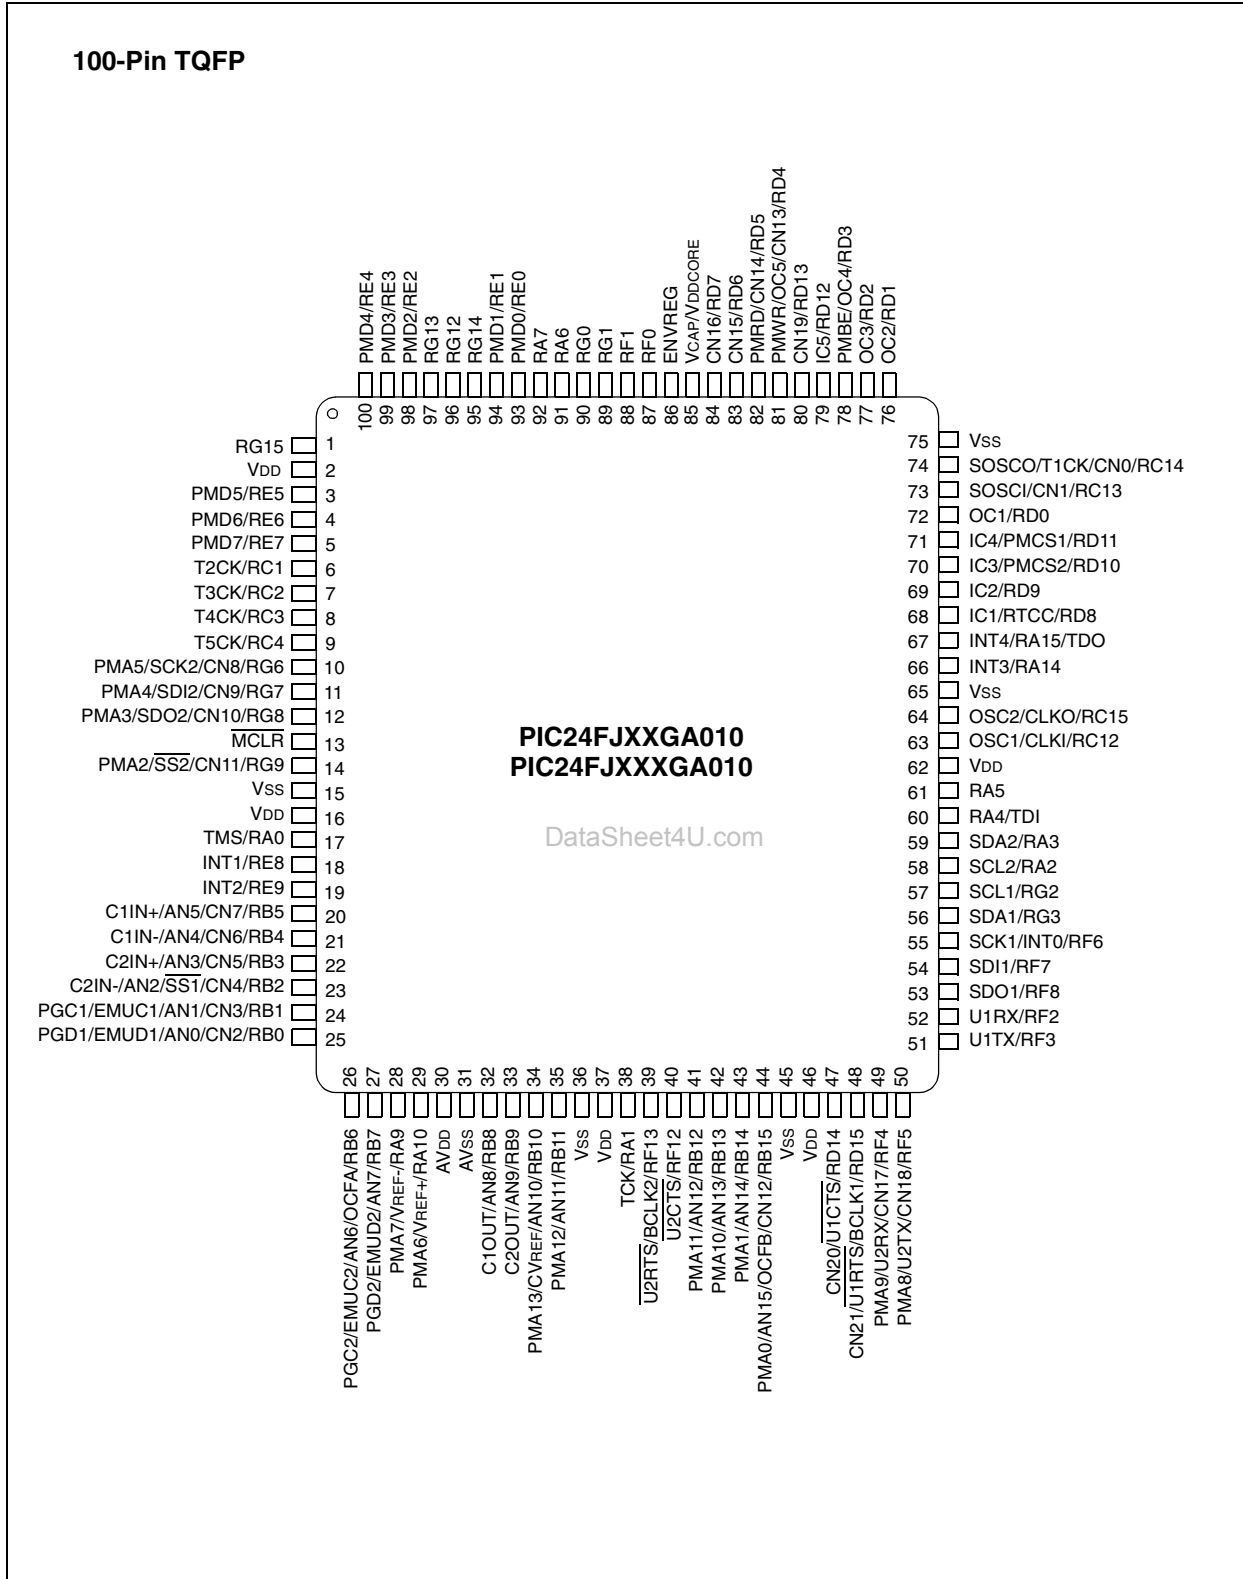 100-Pin TQFP
PMD4/RE4
PMD3/RE3
PMD2/RE2
RG13
RG12
RG14
PMD1/RE1
PMD0/RE0
RA7
RA6
RG0
RG1
RF1
RF0
ENVREG
VCAP/VDDCORE
CN16/RD7
CN15/RD6
PMRD/CN14/RD5
PMWR/OC5/CN13/RD4
CN19/RD13
IC5/RD12
PMBE/OC4/RD3
OC3/RD2
OC2/RD1
100
99
98
97
96
95
94
93
92
91
90
89
88
87
86
85
84
83
82
81
80
79
78
77
76
RG15 1
VDD 2
PMD5/RE5 3
PMD6/RE6 4
PMD7/RE7 5
T2CK/RC1 6
T3CK/RC2 7
T4CK/RC3 8
T5CK/RC4 9
PMA5/SCK2/CN8/RG6 10
PMA4/SDI2/CN9/RG7 11
PMA3/SDO2/CN10/RG8 12
MCLR 13
PMA2/SS2/CN11/RG9 14
VSS 15
VDD 16
TMS/RA0 17
INT1/RE8 18
INT2/RE9 19
C1IN+/AN5/CN7/RB5 20
C1IN-/AN4/CN6/RB4 21
C2IN+/AN3/CN5/RB3 22
C2IN-/AN2/SS1/CN4/RB2 23
PGC1/EMUC1/AN1/CN3/RB1 24
PGD1/EMUD1/AN0/CN2/RB0 25
PIC24FJXXGA010
PIC24FJXXXGA010
DataSheet4U.com
75 VSS
74 SOSCO/T1CK/CN0/RC14
73 SOSCI/CN1/RC13
72 OC1/RD0
71 IC4/PMCS1/RD11
70 IC3/PMCS2/RD10
69 IC2/RD9
68 IC1/RTCC/RD8
67 INT4/RA15/TDO
66 INT3/RA14
65 VSS
64 OSC2/CLKO/RC15
63 OSC1/CLKI/RC12
62 VDD
61 RA5
60 RA4/TDI
59 SDA2/RA3
58 SCL2/RA2
57 SCL1/RG2
56 SDA1/RG3
55 SCK1/INT0/RF6
54 SDI1/RF7
53 SDO1/RF8
52 U1RX/RF2
51 U1TX/RF3
26
27
28
29
30
31
32
33
34
35
36
37
38
39
40
41
42
43
44
45
46
47
48
49
50
PGC2/EMUC2/AN6/OCFA/RB6
PGD2/EMUD2/AN7/RB7
PMA7/VREF-/RA9
PMA6/VREF+/RA10
AVDD
AVSS
C1OUT/AN8/RB8
C2OUT/AN9/RB9
PMA13/CVREF/AN10/RB10
PMA12/AN11/RB11
VSS
VDD
TCK/RA1
U2RTS/BCLK2/RF13
U2CTS/RF12
PMA11/AN12/RB12
PMA10/AN13/RB13
PMA1/AN14/RB14
PMA0/AN15/OCFB/CN12/RB15
VSS
VDD
CN20/U1CTS/RD14
CN21/U1RTS/BCLK1/RD15
PMA9/U2RX/CN17/RF4
PMA8/U2TX/CN18/RF5